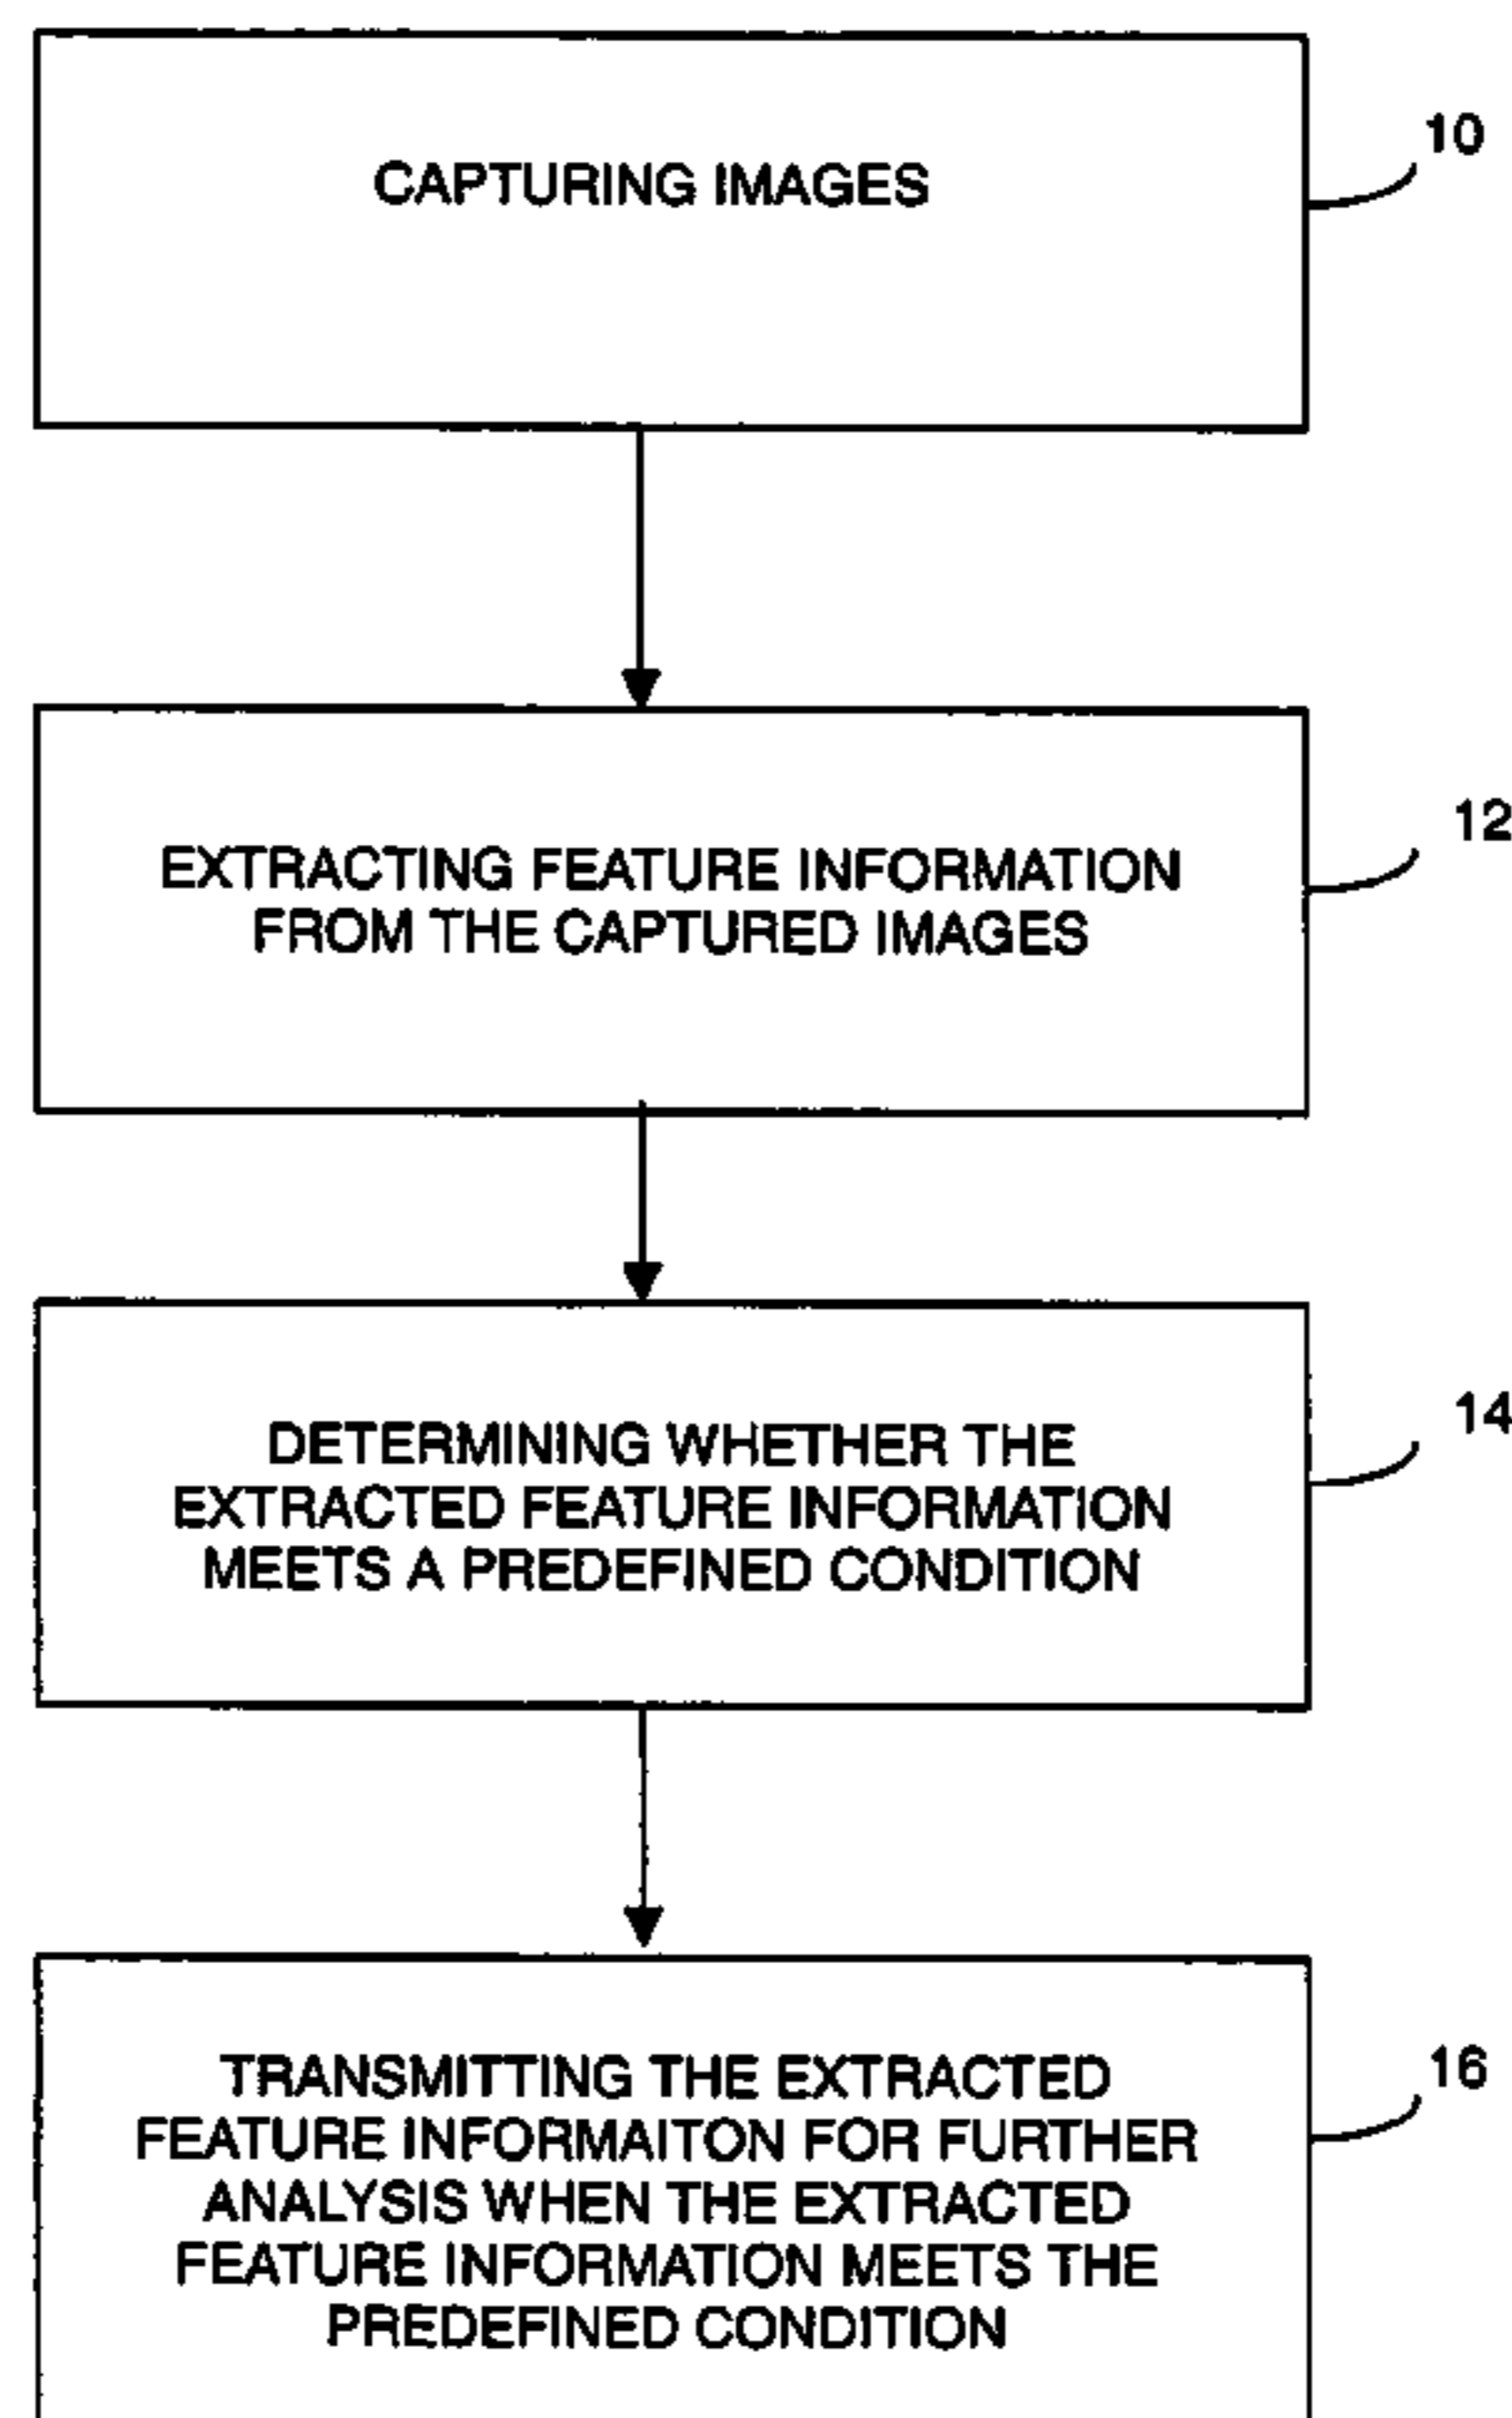 CAPTURING IMAGES
10
EXTRACTING FEATURE INFORMATION
FROM THE CAPTURED IMAGES
12
DETERMINING WHETHER THE
EXTRACTED FEATURE INFORMATION
MEETS A PREDEFINED CONDITION
14
TRANSMITTING THE EXTRACTED
FEATURE INFORMAITON FOR FURTHER
ANALYSIS WHEN THE EXTRACTED
FEATURE INFORMATION MEETS THE
PREDEFINED CONDITION
16